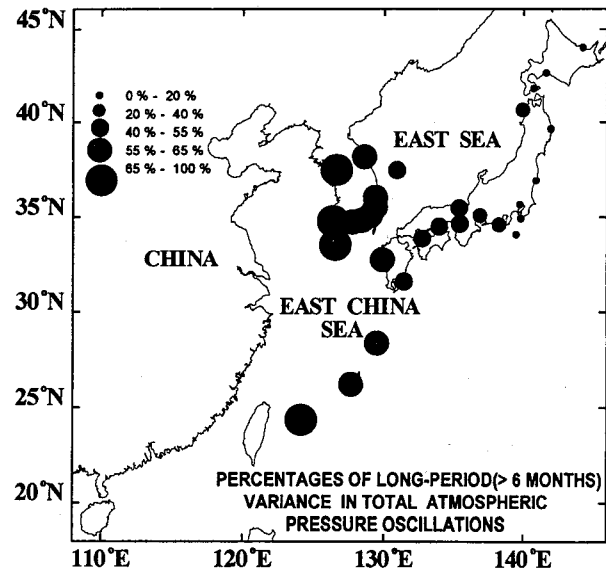 45°N
0 % - 20 %
20 % - 40 %
40 % - 55 %
55 % - 65 %
65 % - 100 %
40°N
EAST SEA
35°N
CHINA
30°N
EAST CHINA
SEA
25°N
PERCENTAGES OF LONG-PERIOD(> 6 MONTHS)
VARIANCE IN TOTAL ATMOSPHERIC
PRESSURE OSCILLATIONS
20°N
110°E 120°E 130°E 140°E